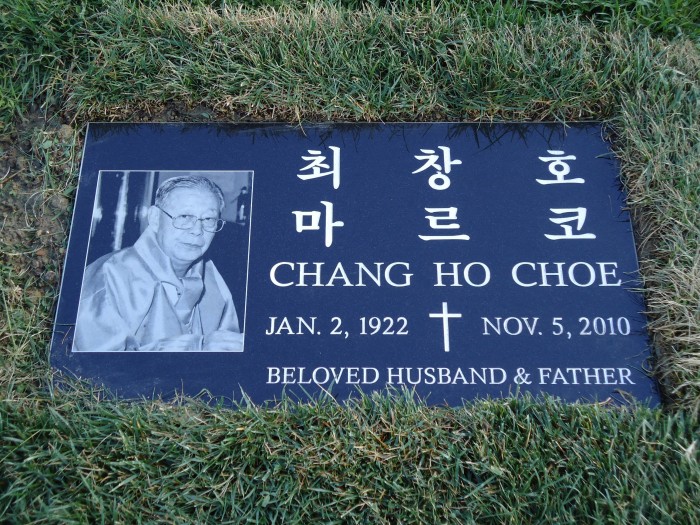 최 창 호
마 르 코
CHANG HO CHOE
JAN. 2, 1922 NOV. 5, 2010
BELOVED HUSBAND & FATHER